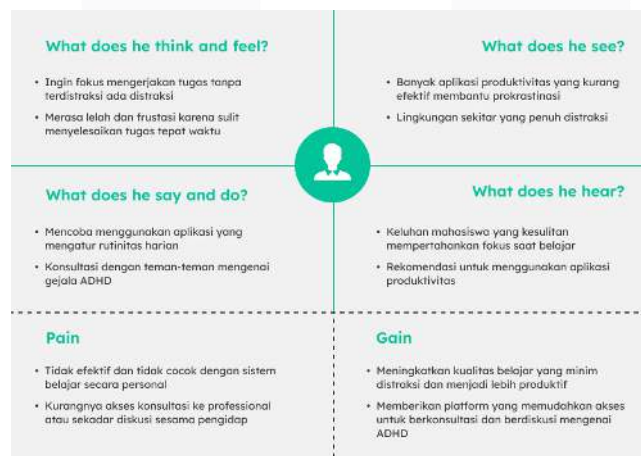 What does he think and feel?
• Ingin fokus mengerjakan tugas tanpa
terdistraksi ada distraksi
• Merasa lelah dan frustasi karena sulit
menyelesaikan tugas tepat waktu
What does he see?
• Banyak aplikasi produktivitas yang kurang
efektif membantu prokrastinasi
• Lingkungan sekitar yang penuh distraksi
What does he say and do?
• Mencoba menggunakan aplikasi yang
mengatur rutinitas harian
• Konsultasi dengan teman-teman mengenai
gejala ADHD
What does he hear?
• Keluhan mahasiswa yang kesulitan
mempertahankan fokus saat belajar
• Rekomendasi untuk menggunakan aplikasi
produktivitas
Pain
• Tidak efektif dan tidak cocok dengan sistem
belajar secara personal
• Kurangnya akses konsultasi ke professional
atau sekadar diskusi sesama pengidap
Gain
• Meningkatkan kualitas belajar yang minim
distraksi dan menjadi lebih produktif
• Memberikan platform yang memudahkan akses
untuk berkonsultasi dan berdiskusi mengenai
ADHD